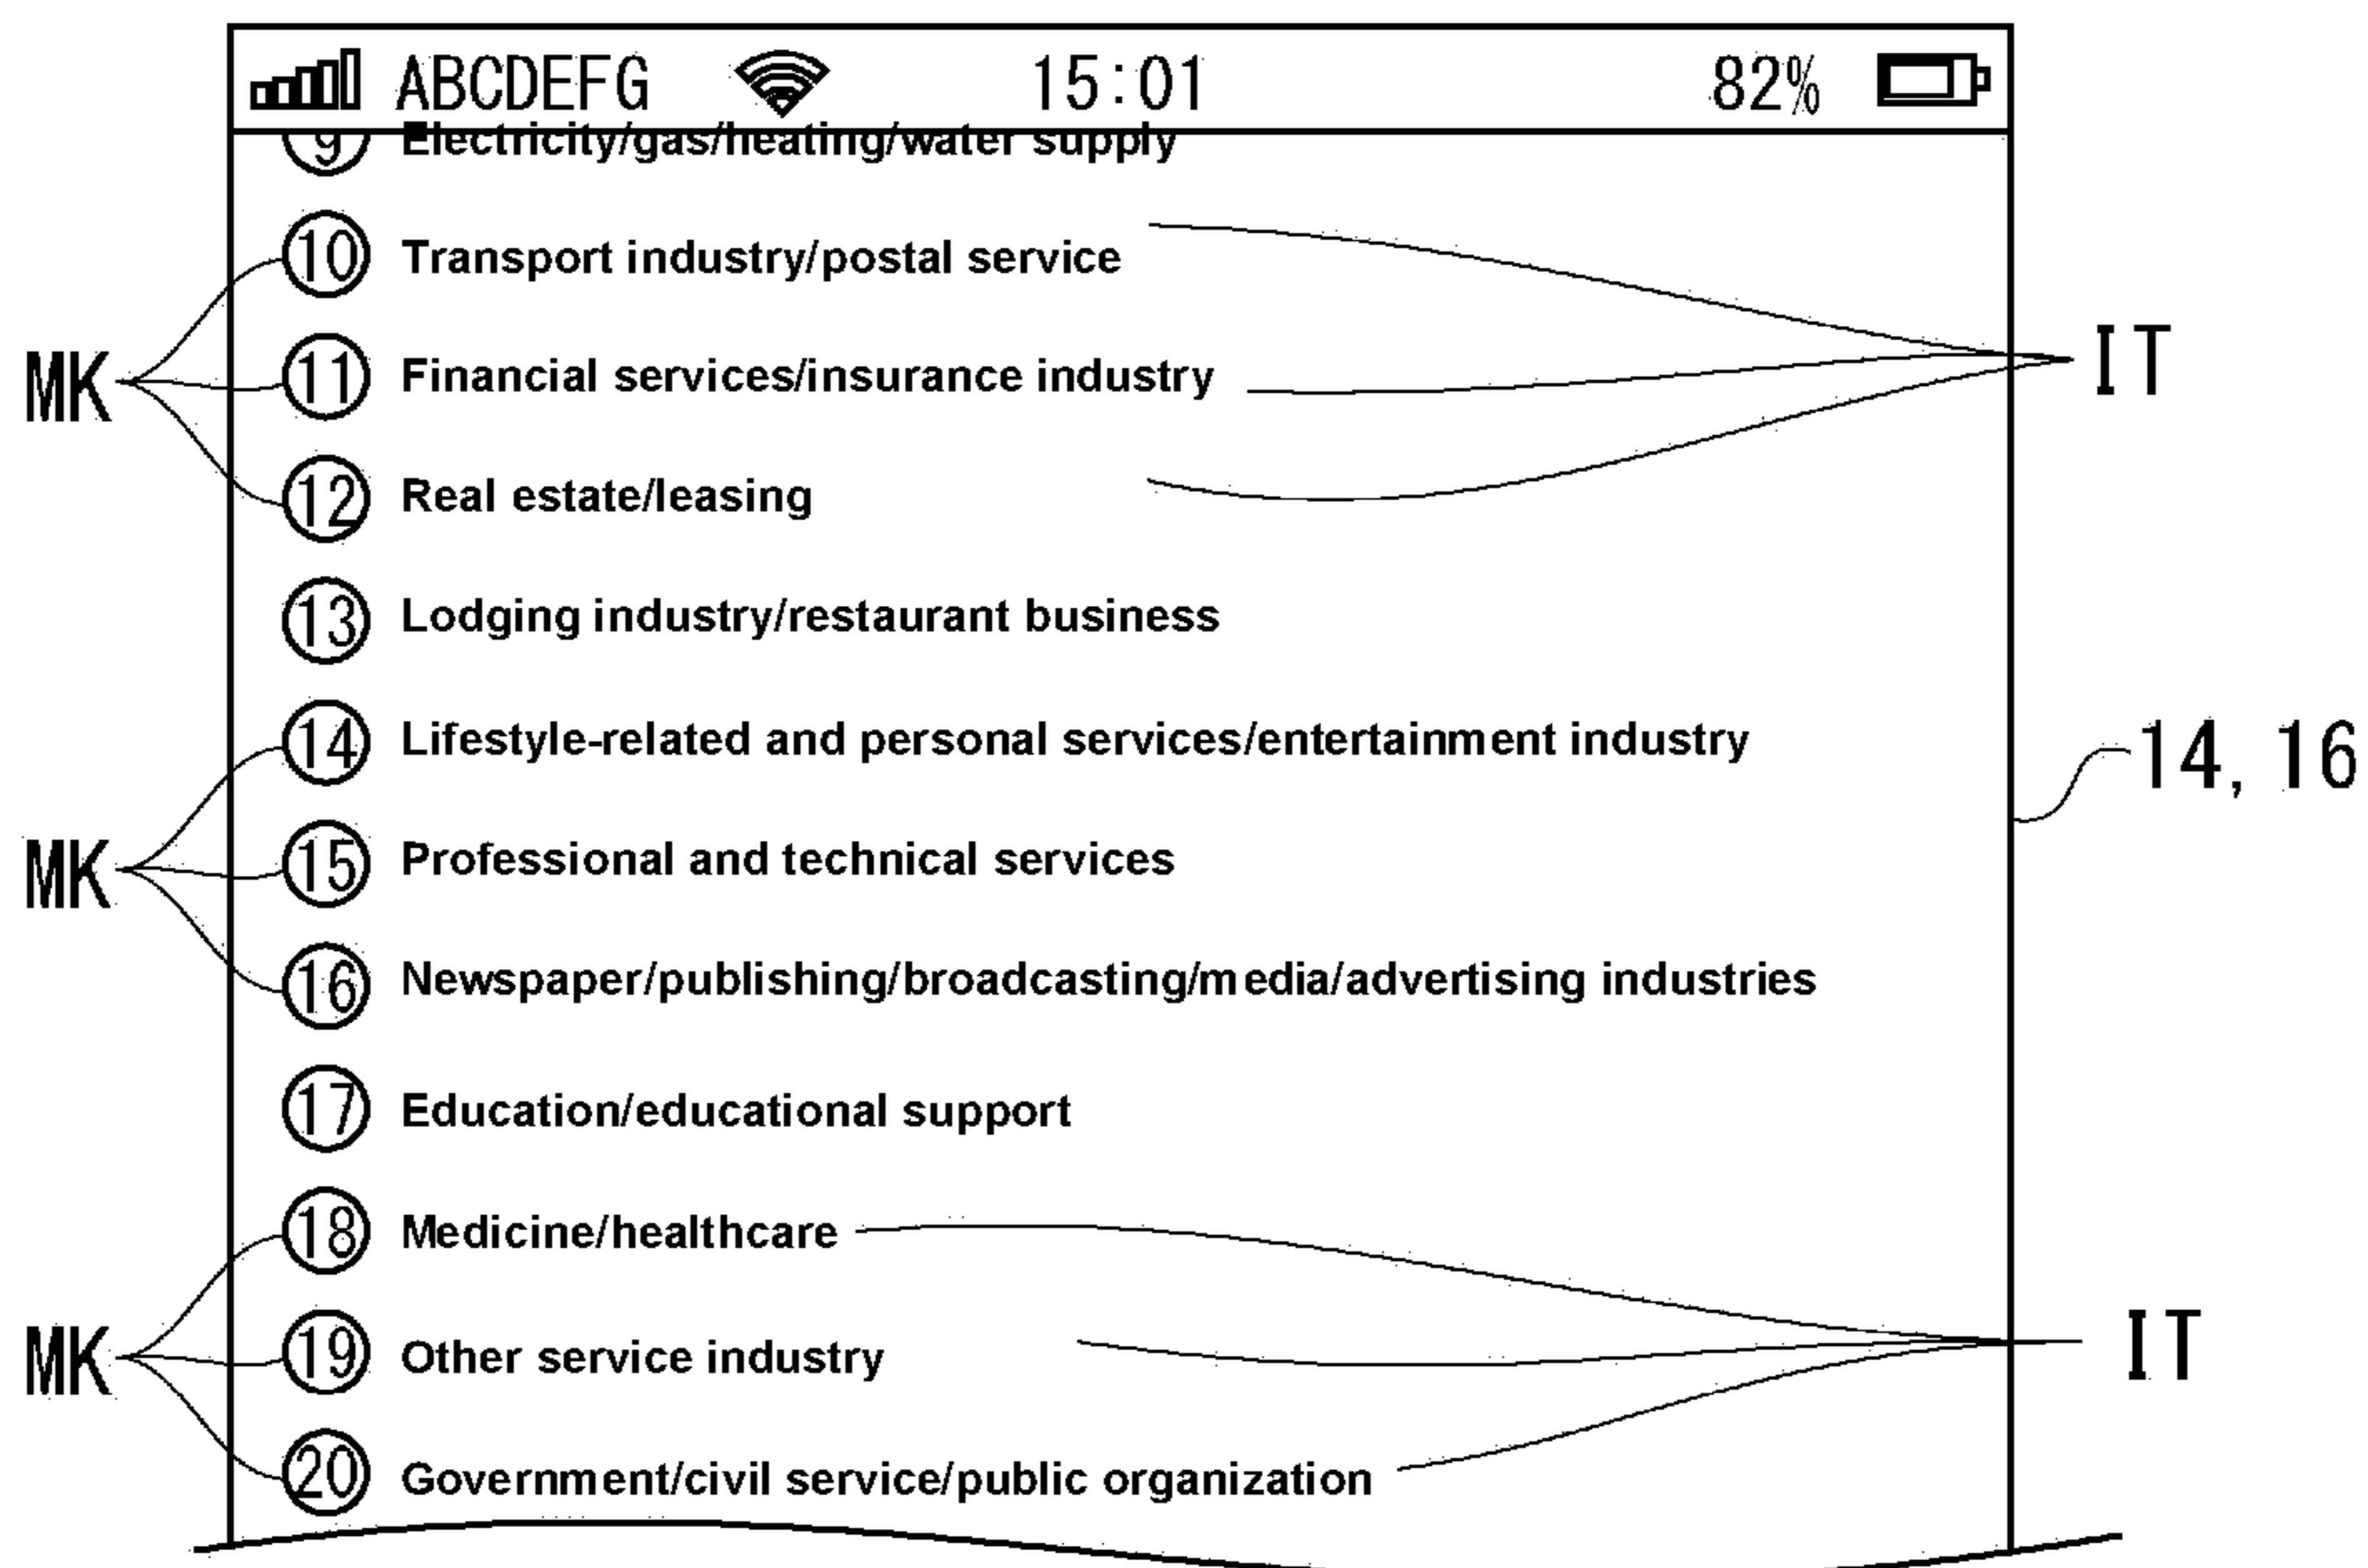 ABCDEFG 15:01 82%
⑨ Electricity/gas/heating/water supply
⑩ Transport industry/postal service
MK ⑪ Financial services/insurance industry IT
⑫ Real estate/leasing
⑬ Lodging industry/restaurant business
⑭ Lifestyle-related and personal services/entertainment industry 14, 16
MK ⑮ Professional and technical services
⑯ Newspaper/publishing/broadcasting/media/advertising industries
⑰ Education/educational support
⑱ Medicine/healthcare
MK ⑲ Other service industry IT
⑳ Government/civil service/public organization